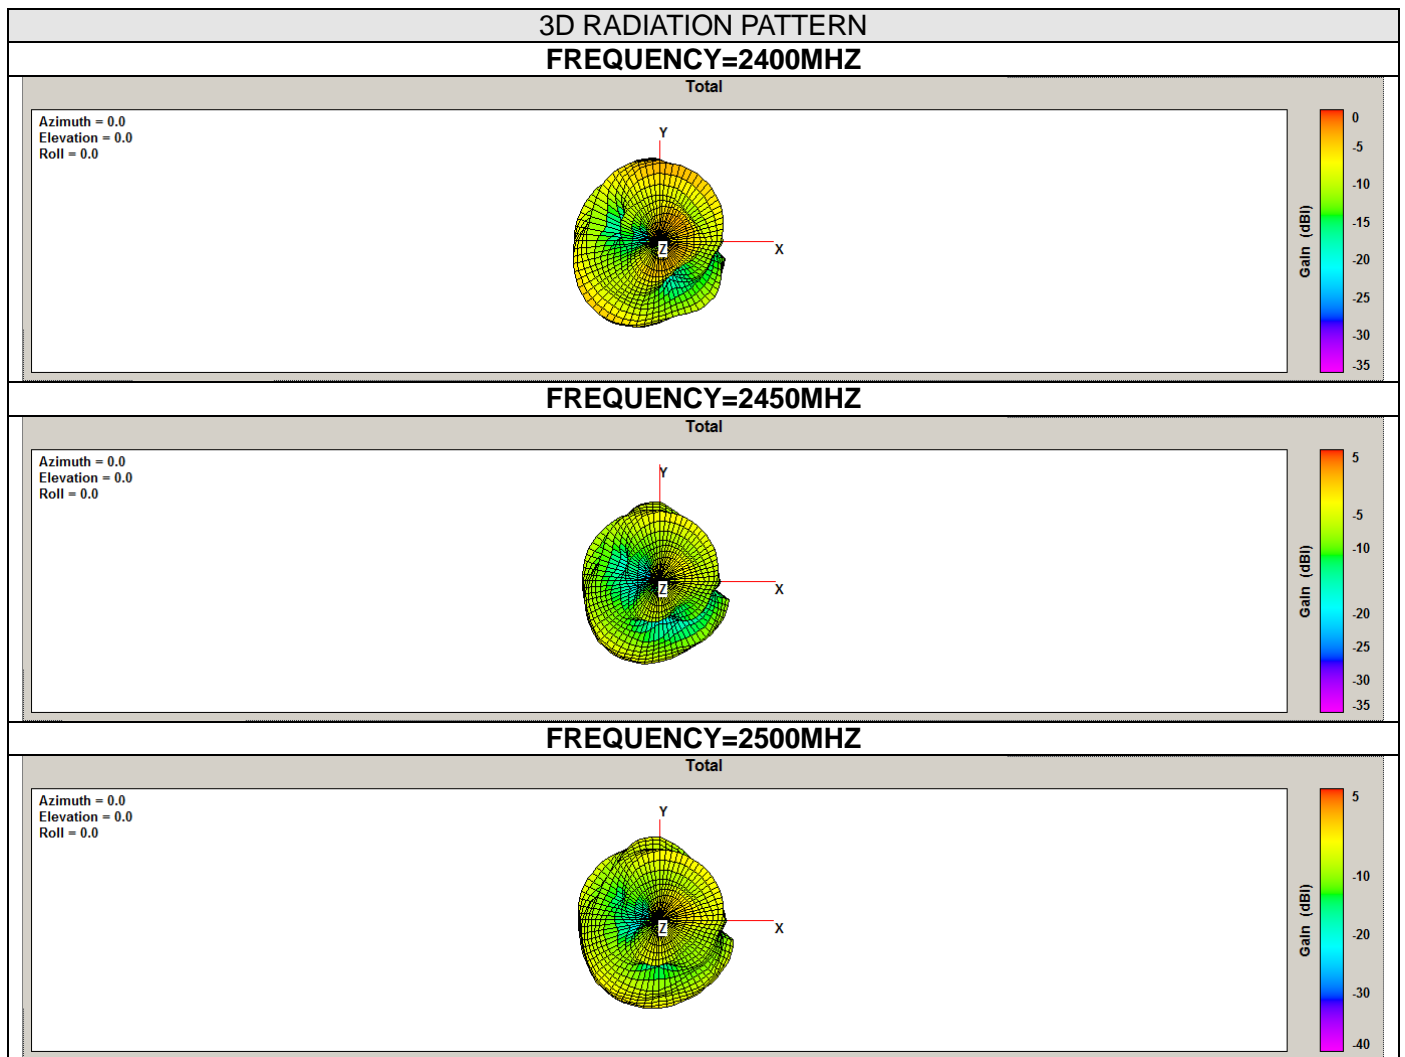 3D RADIATION PATTERN
FREQUENCY=2400MHZ
Total
Azimuth = 0.0
Elevation = 0.0
Roll = 0.0
Y
X
Z
Gain (dBi)
0
-5
-10
-15
-20
-25
-30
-35
FREQUENCY=2450MHZ
Total
Azimuth = 0.0
Elevation = 0.0
Roll = 0.0
Y
X
Z
Gain (dBi)
5
-5
-10
-20
-25
-30
-35
FREQUENCY=2500MHZ
Total
Azimuth = 0.0
Elevation = 0.0
Roll = 0.0
Y
X
Z
Gain (dBi)
5
-10
-20
-30
-40